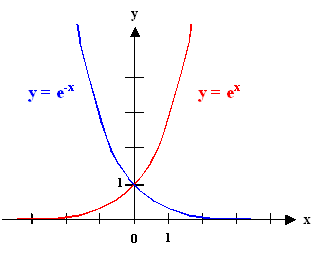 y
y = e^-x
y = e^x
1
x
0
1